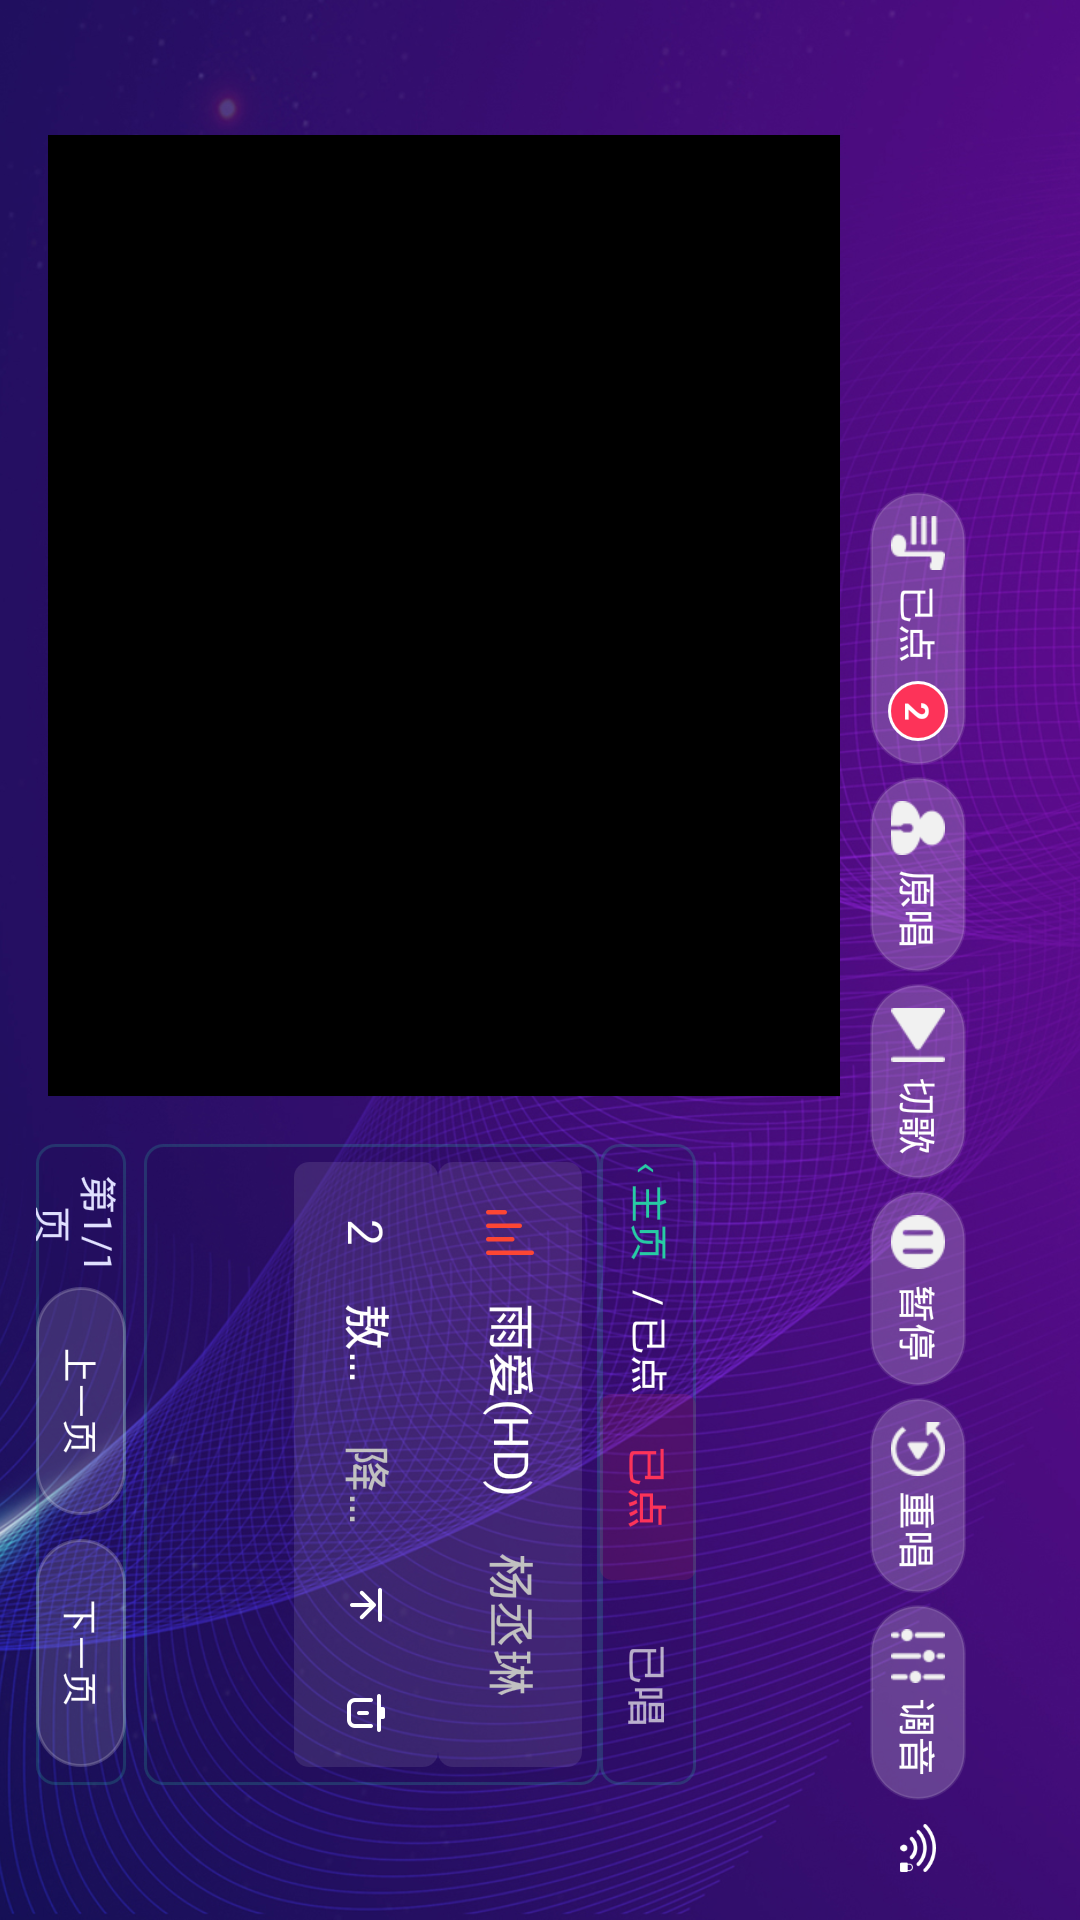 已点 2
原唱
切歌
暂停
重唱
调音
‹ 主页 / 已点
已点
已唱
雨爱(HD) 杨丞琳
2 敖... 降...
第1/1
页
上一页
下一页